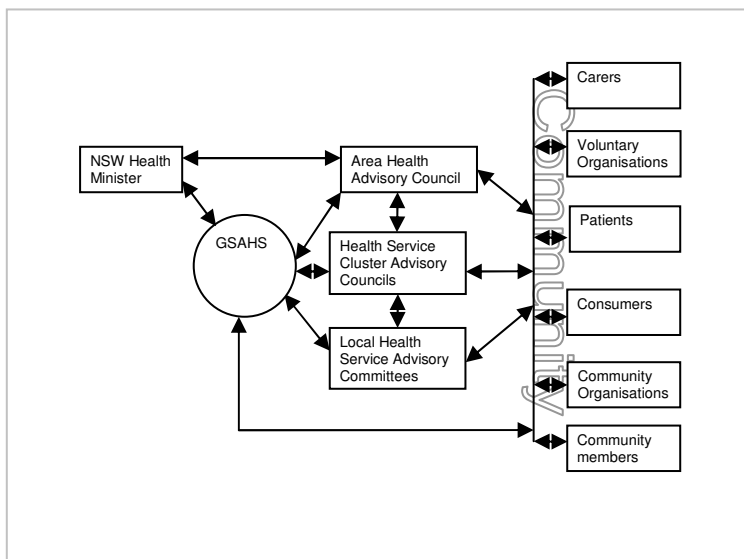 NSW Health
Minister
GSAHS
Area Health
Advisory Council
Health Service
Cluster Advisory
Councils
Local Health
Service Advisory
Committees
Community
Carers
Voluntary
Organisations
Patients
Consumers
Community
Organisations
Community
members